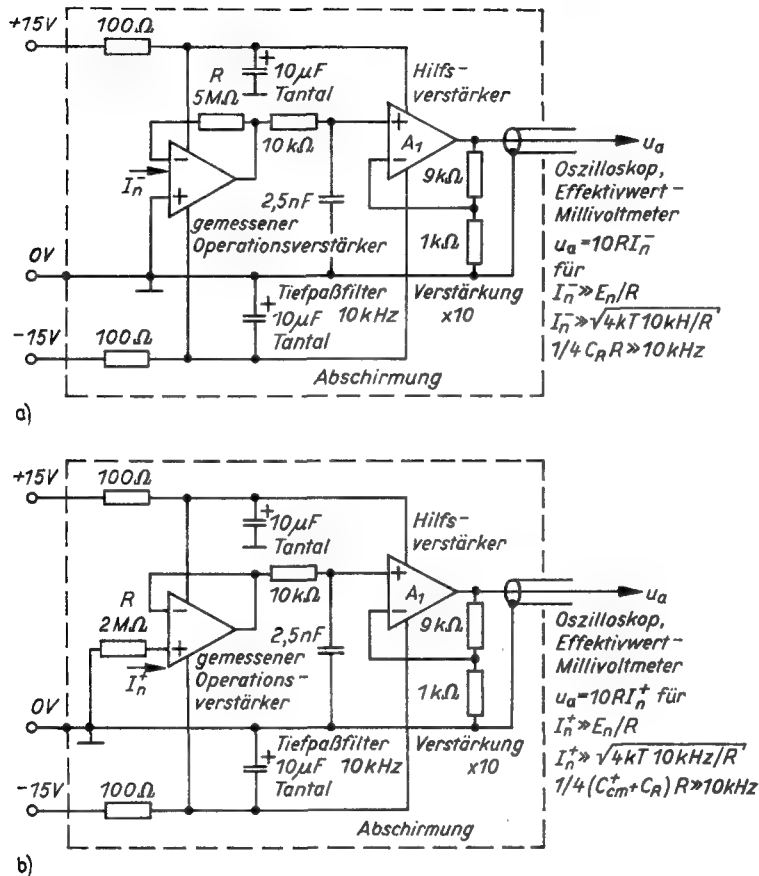 +15V
100Ω
R
5MΩ
+
10µF
Tantal
Hilfs-
verstärker
−
+
I_n^-
10kΩ
+
−
A₁
u_a
9kΩ
2,5nF
1kΩ
gemessener
Operationsverstärker
Oszilloskop,
Effektivwert-
Millivoltmeter
u_a=10RI_n^-
für
I_n^-≫E_n/R
I_n^-≫√4kT10kH/R
1/4 C_R R≫10kHz
0V
+
Tiefpaßfilter
10µF 10kHz
Tantal
Verstärkung
x10
−15V
100Ω
Abschirmung
a)
+15V
100Ω
+
10µF
Tantal
Hilfs-
verstärker
R
2MΩ
−
+
I_n^+
10kΩ
+
−
A₁
u_a
9kΩ
2,5nF
1kΩ
gemessener
Operations-
verstärker
Oszilloskop,
Effektivwert-
Millivoltmeter
u_a=10RI_n^+ für
I_n^+≫E_n/R
I_n^+≫√4kT 10kHz/R
1/4(C_cm^+ + C_R)R≫10kHz
0V
+
Tiefpaßfilter
10µF 10kHz
Tantal
Verstärkung
x10
−15V
100Ω
Abschirmung
b)